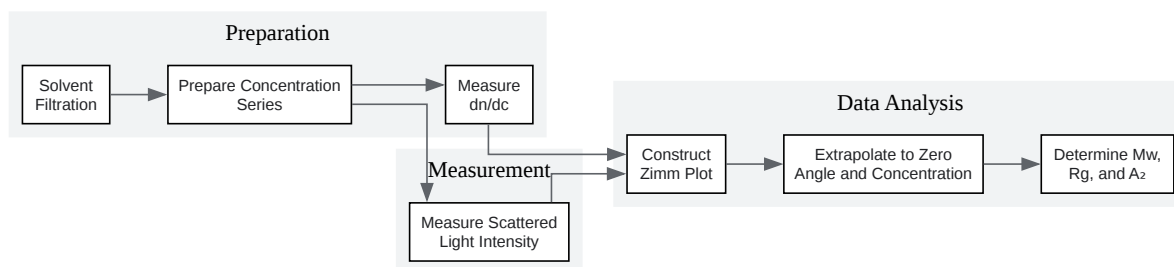 Preparation
Solvent
Filtration
Prepare Concentration
Series
Measure
dn/dc
Measurement
Measure Scattered
Light Intensity
Data Analysis
Construct
Zimm Plot
Extrapolate to Zero
Angle and Concentration
Determine Mw,
Rg, and A₂